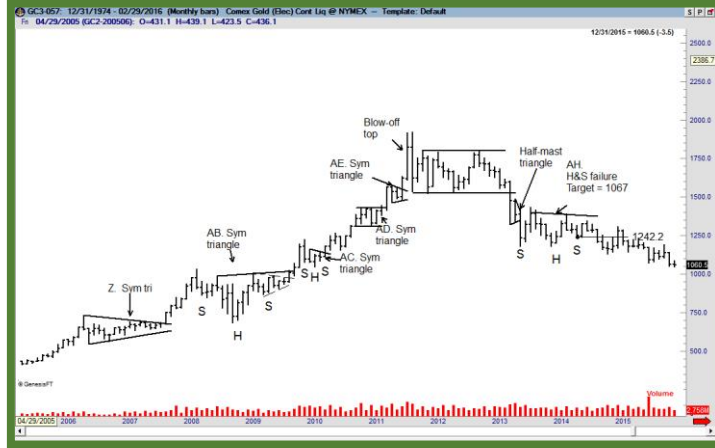 GC3-057: 12/31/1974 - 02/29/2016 (Monthly bars) Comex Gold (Elec) Cont Liq @ NYMEX -- Template: Default
S P
Fn 04/29/2005 (GC2-200506) O=431.1 H=439.1 L=423.5 C=436.1
12/31/2015 = 1060.5 (-3.5)
2500.0
2386.7
2250.0
2000.0
1750.0
1500.0
1250.0
1000.0
750.0
500.0
1060.5
Blow-off
top
AE. Sym
triangle
Half-mast
triangle
AH.
H&S failure
Target = 1067
AB. Sym
triangle
AD. Sym
triangle
AC. Sym
triangle
Z. Sym tri
1242.2
S
H
S
S
H
S
S
H
S
© GenesisFT
Volume
2.758M
04/29/2005 2006 2007 2008 2009 2010 2011 2012 2013 2014 2015